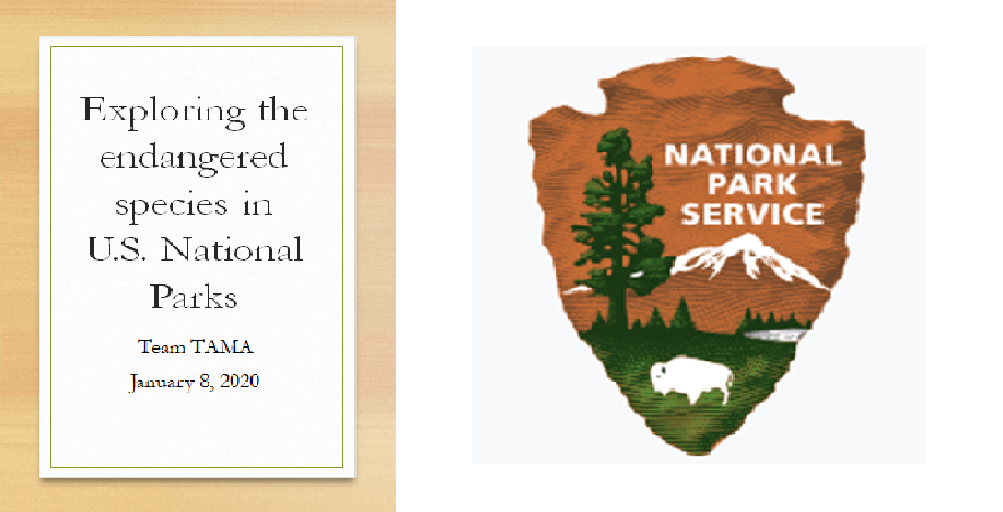 Exploring the
endangered
species in
U.S. National
Parks
Team TAMA
January 8, 2020
NATIONAL
PARK
SERVICE